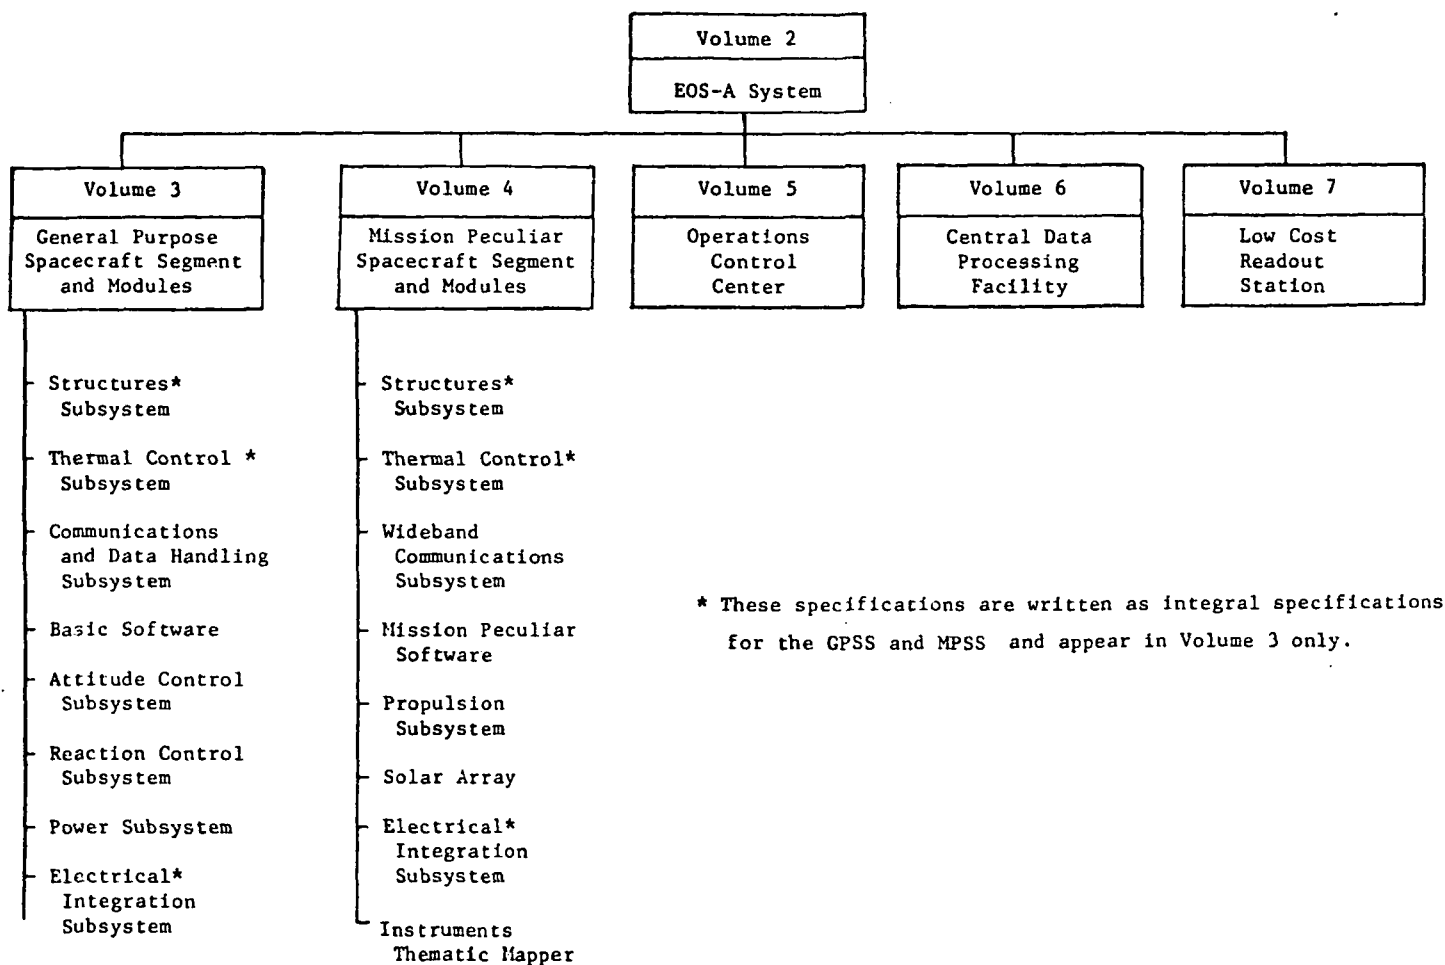 Volume 2
EOS-A System
Volume 3
General Purpose
Spacecraft Segment
and Modules
Structures*
Subsystem
Thermal Control *
Subsystem
Communications
and Data Handling
Subsystem
Basic Software
Attitude Control
Subsystem
Reaction Control
Subsystem
Power Subsystem
Electrical*
Integration
Subsystem
Volume 4
Mission Peculiar
Spacecraft Segment
and Modules
Structures*
Subsystem
Thermal Control*
Subsystem
Wideband
Communications
Subsystem
Mission Peculiar
Software
Propulsion
Subsystem
Solar Array
Electrical*
Integration
Subsystem
Instruments
Thematic Mapper
Volume 5
Operations
Control
Center
Volume 6
Central Data
Processing
Facility
Volume 7
Low Cost
Readout
Station
* These specifications are written as integral specifications
for the GPSS and MPSS and appear in Volume 3 only.